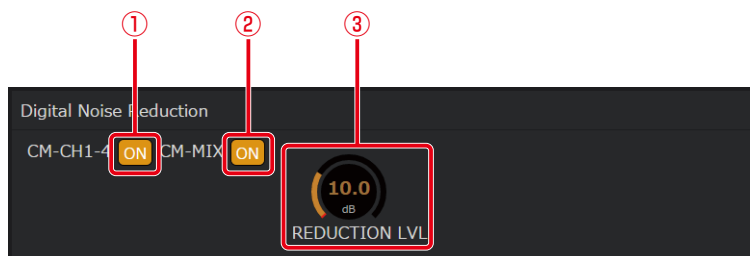 ① ② ③
Digital Noise Reduction
CM-CH1-4 ON CM-MIX ON
10.0
dB
REDUCTION LVL